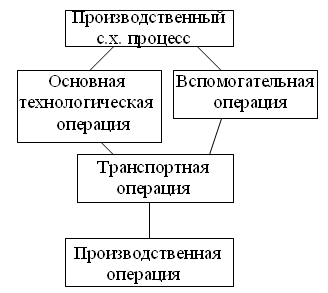 Производственный
с.х. процесс
Основная
технологическая
операция
Вспомогательная
операция
Транспортная
операция
Производственная
операция